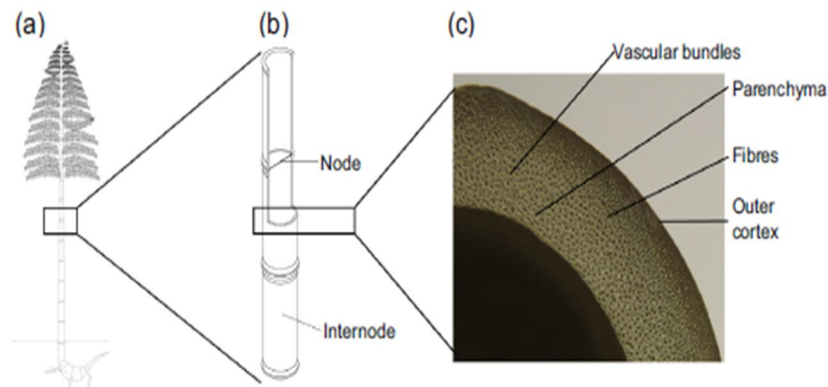 (a)
(b)
(c)
Vascular bundles
Parenchyma
Node
Fibres
Outer
cortex
Internode